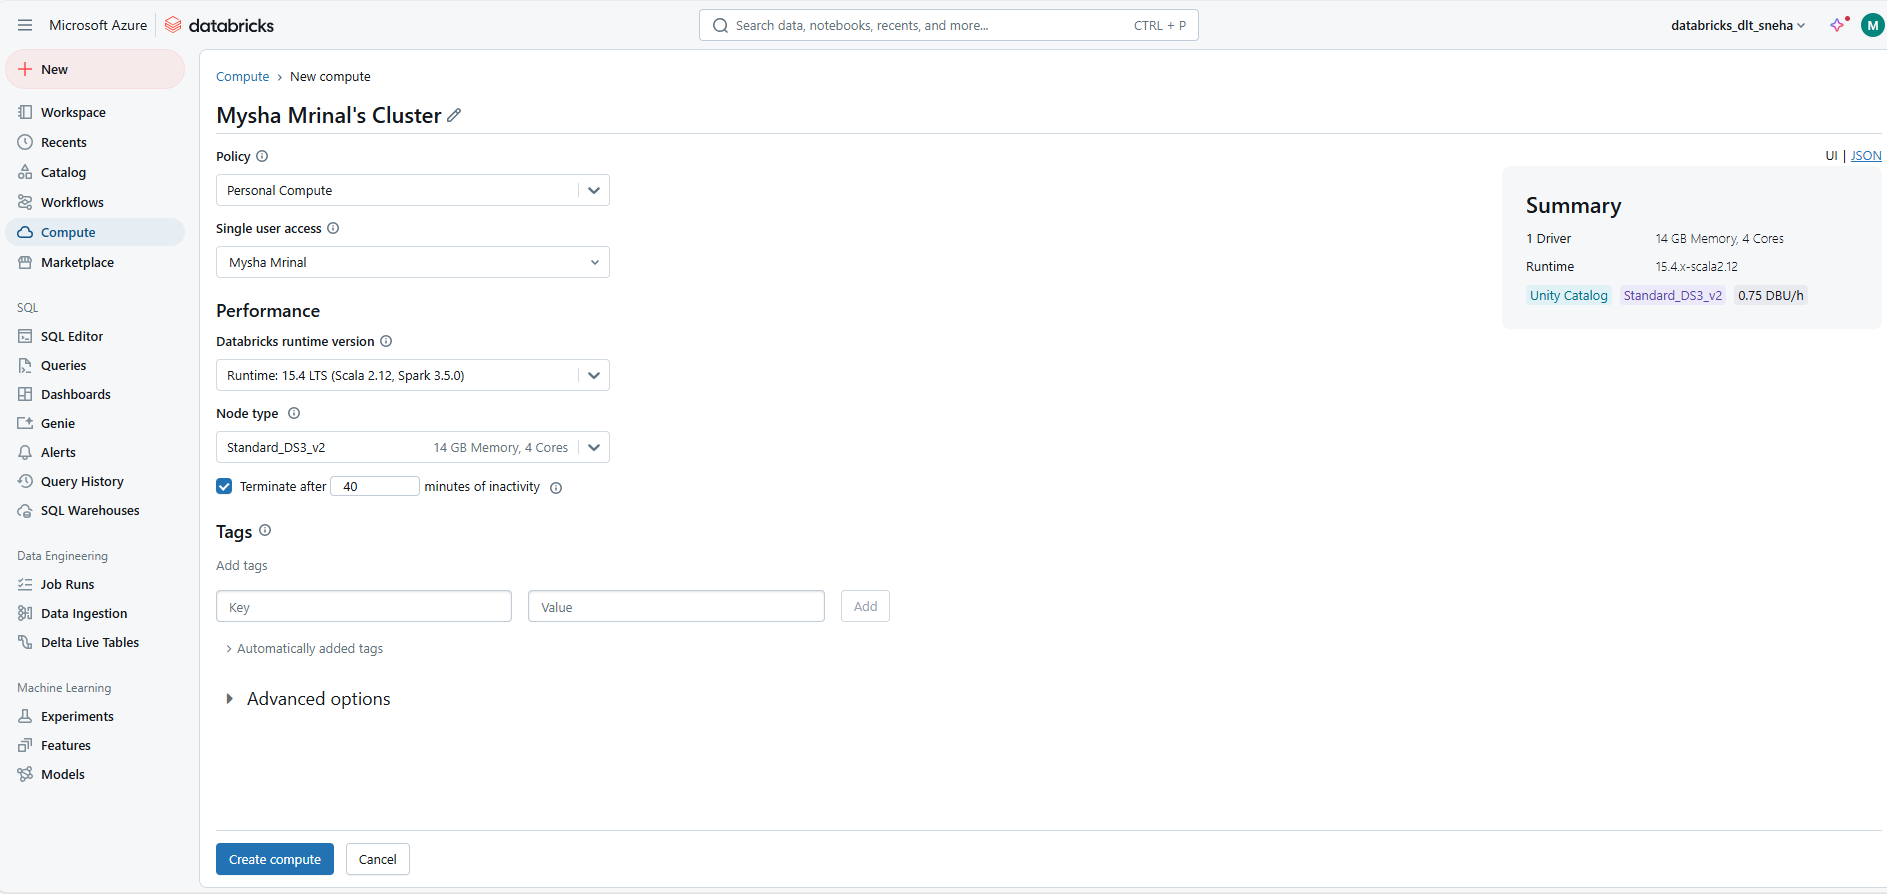 Microsoft Azure databricks Search data, notebooks, recents, and more... CTRL + P databricks_dlt_sneha M
New
Workspace
Recents
Catalog
Workflows
Compute
Marketplace
SQL
SQL Editor
Queries
Dashboards
Genie
Alerts
Query History
SQL Warehouses
Data Engineering
Job Runs
Data Ingestion
Delta Live Tables
Machine Learning
Experiments
Features
Models
Compute > New compute
Mysha Mrinal's Cluster
Policy
Personal Compute
Single user access
Mysha Mrinal
Performance
Databricks runtime version
Runtime: 15.4 LTS (Scala 2.12, Spark 3.5.0)
Node type
Standard_DS3_v2 14 GB Memory, 4 Cores
Terminate after 40 minutes of inactivity
Tags
Add tags
Key Value Add
Automatically added tags
Advanced options
Create compute Cancel
UI | JSON
Summary
1 Driver 14 GB Memory, 4 Cores
Runtime 15.4.x-scala2.12
Unity Catalog Standard_DS3_v2 0.75 DBU/h